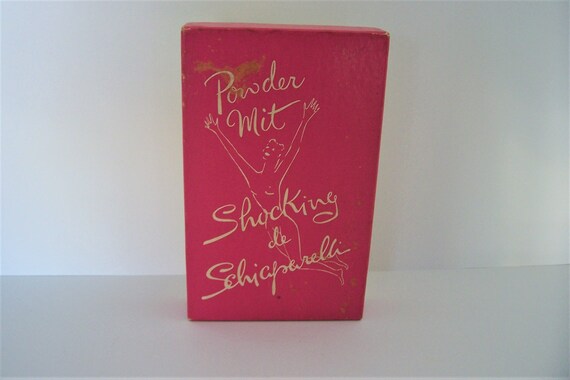 Powder
Mit
Shocking
de
Schiaparelli